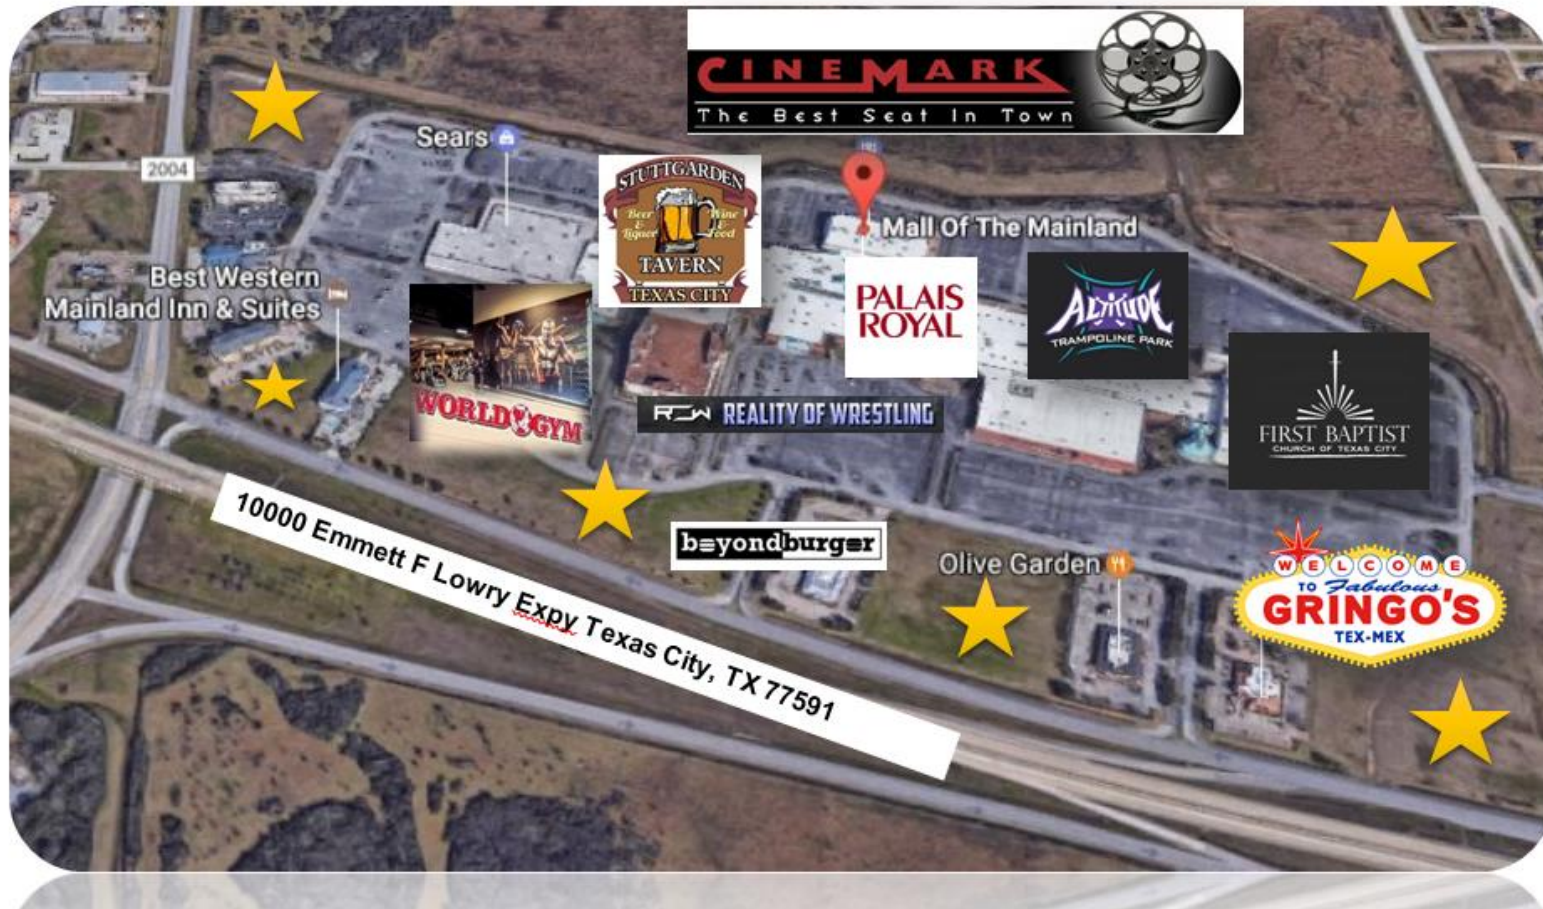 CINEMARK
The Best Seat In Town
Sears
2004
STUTTGARDEN
Beer & Liquor
Wine & Food
TAVERN
TEXAS CITY
Mall Of The Mainland
Best Western
Mainland Inn & Suites
PALAIS
ROYAL
ALTITUDE
TRAMPOLINE PARK
WORLD GYM
ROW REALITY OF WRESTLING
FIRST BAPTIST
CHURCH OF TEXAS CITY
10000 Emmett F Lowry Expy Texas City, TX 77591
beyondburger
Olive Garden
WELCOME
TO Fabulous
GRINGO'S
TEX-MEX